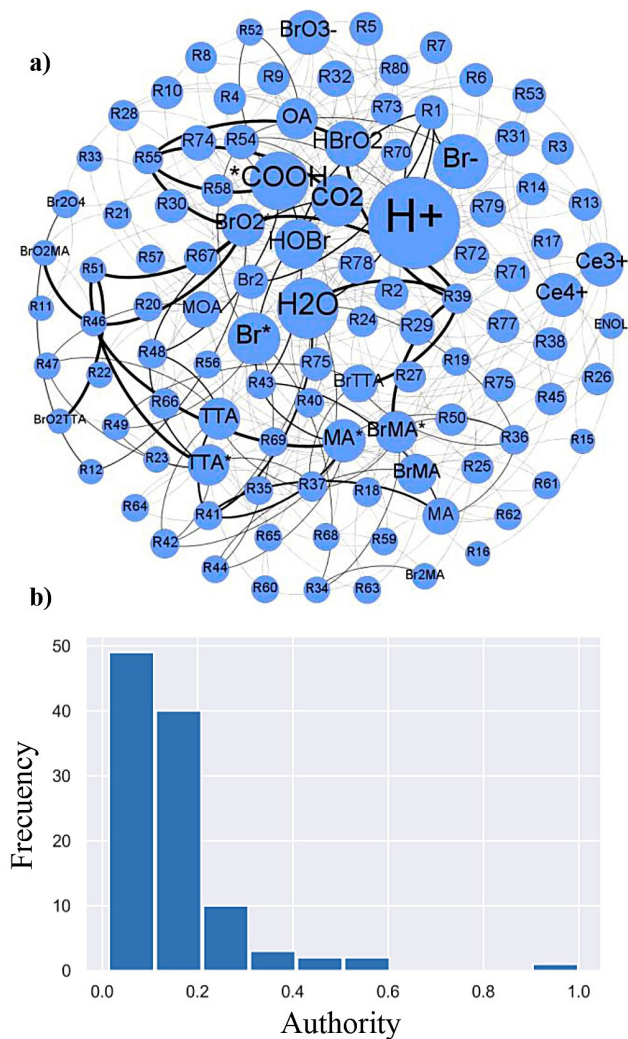 a)
R52
BrO3-
R5
R7
R8
R9
R32
R80
R6
R10
R4
R73
R53
R28
OA
R1
R74
R54
HBrO2
R31
R3
R33
R55
R70
Br-
*COOH
R58
CO2
R14
R13
Br2O4
R21
R30
BrO2
H+
R79
R17
BrO2MA
R57
R67
HOBr
R72
Ce3+
R51
R78
R71
Br2
R2
R39
Ce4+
R11
R20
MOA
H2O
R46
R24
R29
R77
ENOL
R38
R48
Br*
R47
R22
R56
R75
R19
R26
R43
BrTTA
R27
R75
R45
BrO2TTA
R66
R40
R49
TTA
R50
R69
MA*
BrMA*
R36
R15
R12
R23
TTA*
BrMA
R25
R35
R37
R18
R61
R64
R41
MA
R62
R42
R65
R68
R59
R16
R44
R60
R34
R63
Br2MA
b)
50
40
30
20
10
0
Frecuency
0.0 0.2 0.4 0.6 0.8 1.0
Authority